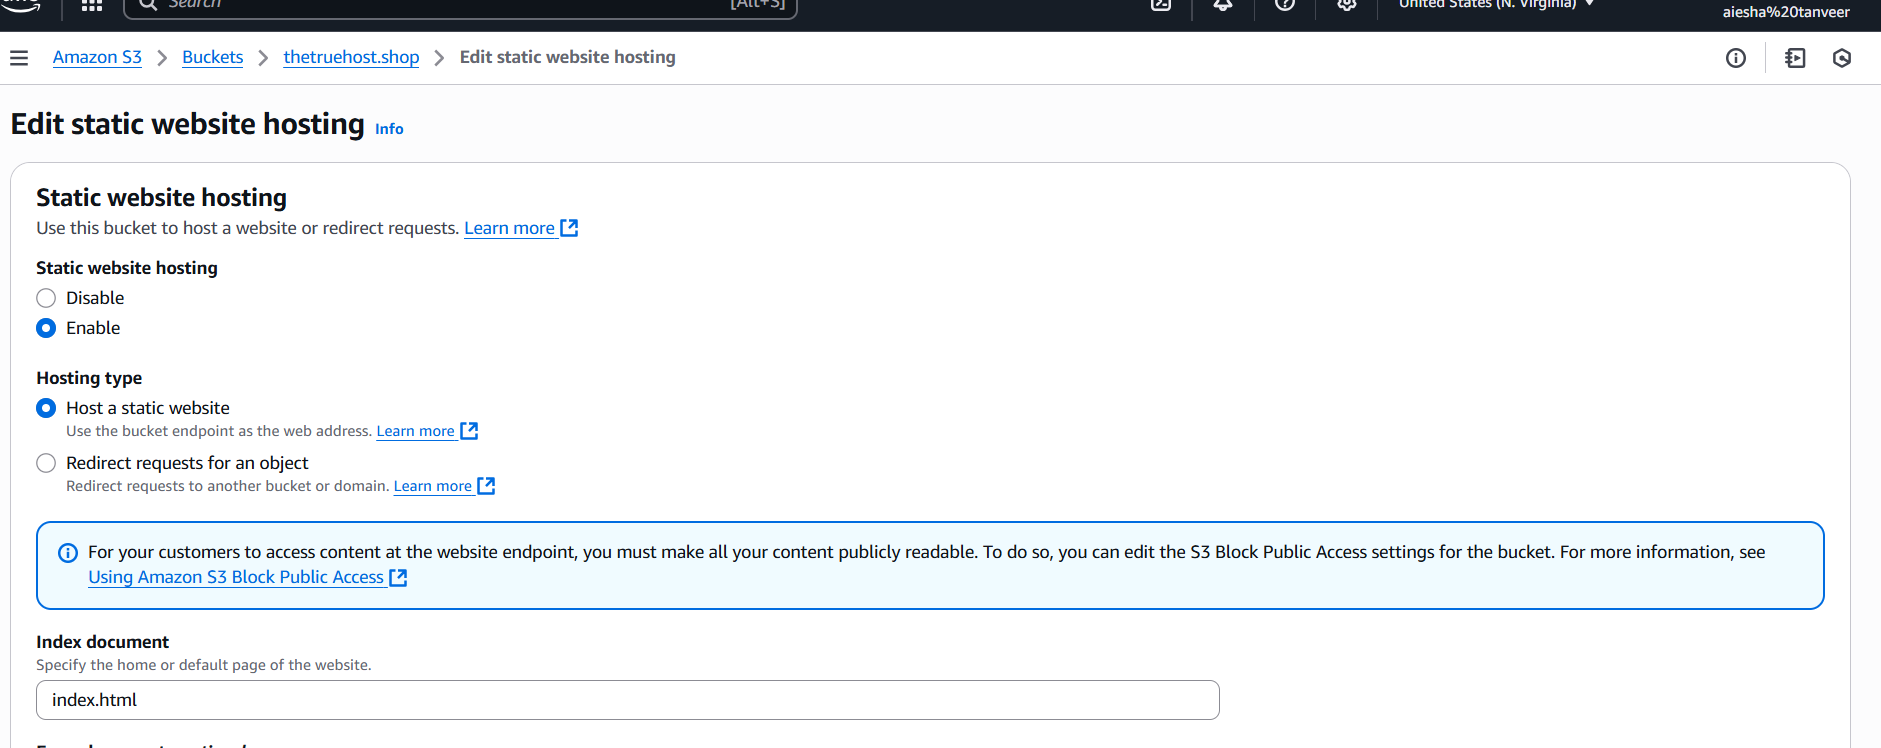 Search [Alt+S] United States (N. Virginia)
aiesha%20tanveer
Amazon S3 > Buckets > thetruehost.shop > Edit static website hosting
Edit static website hosting Info
Static website hosting
Use this bucket to host a website or redirect requests. Learn more
Static website hosting
Disable
Enable
Hosting type
Host a static website
Use the bucket endpoint as the web address. Learn more
Redirect requests for an object
Redirect requests to another bucket or domain. Learn more
For your customers to access content at the website endpoint, you must make all your content publicly readable. To do so, you can edit the S3 Block Public Access settings for the bucket. For more information, see
Using Amazon S3 Block Public Access
Index document
Specify the home or default page of the website.
index.html